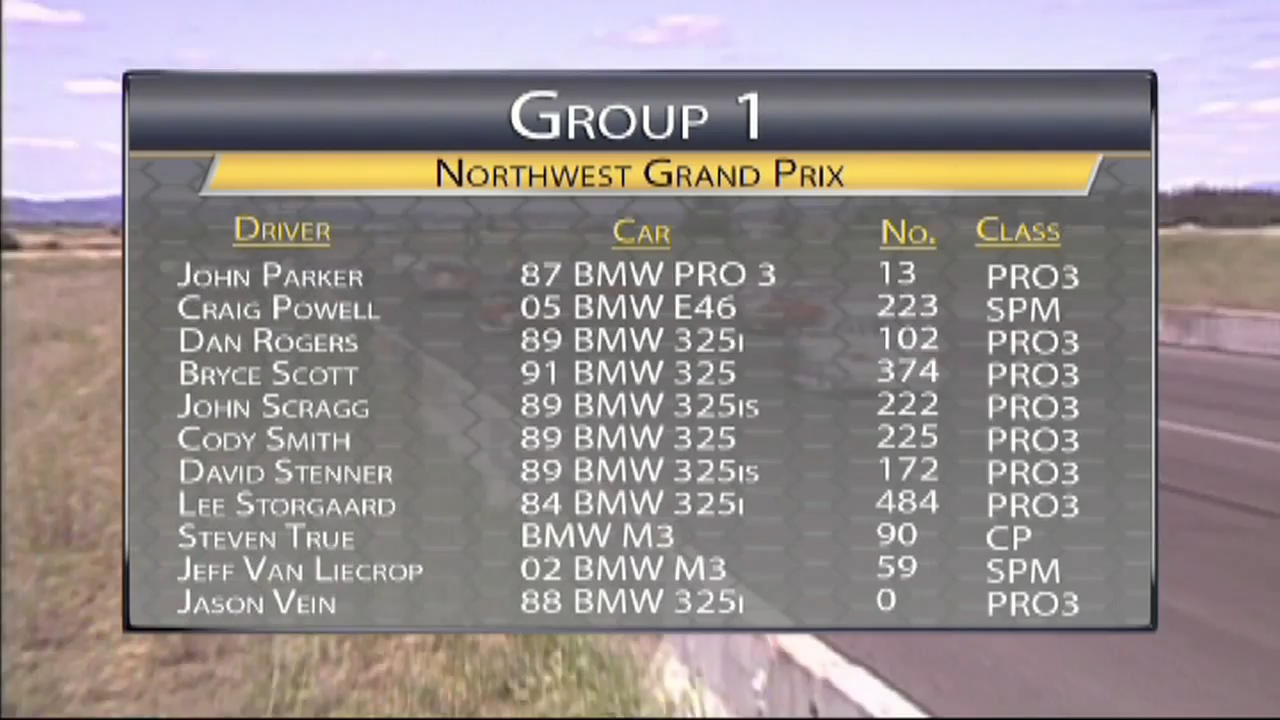 GROUP 1
NORTHWEST GRAND PRIX
DRIVER CAR NO. CLASS
JOHN PARKER 87 BMW PRO 3 13 PRO3
CRAIG POWELL 05 BMW E46 223 SPM
DAN ROGERS 89 BMW 325I 102 PRO3
BRYCE SCOTT 91 BMW 325 374 PRO3
JOHN SCRAGG 89 BMW 325IS 222 PRO3
CODY SMITH 89 BMW 325 225 PRO3
DAVID STENNER 89 BMW 325IS 172 PRO3
LEE STORGAARD 84 BMW 325I 484 PRO3
STEVEN TRUE BMW M3 90 CP
JEFF VAN LIECROP 02 BMW M3 59 SPM
JASON VEIN 88 BMW 325I 0 PRO3